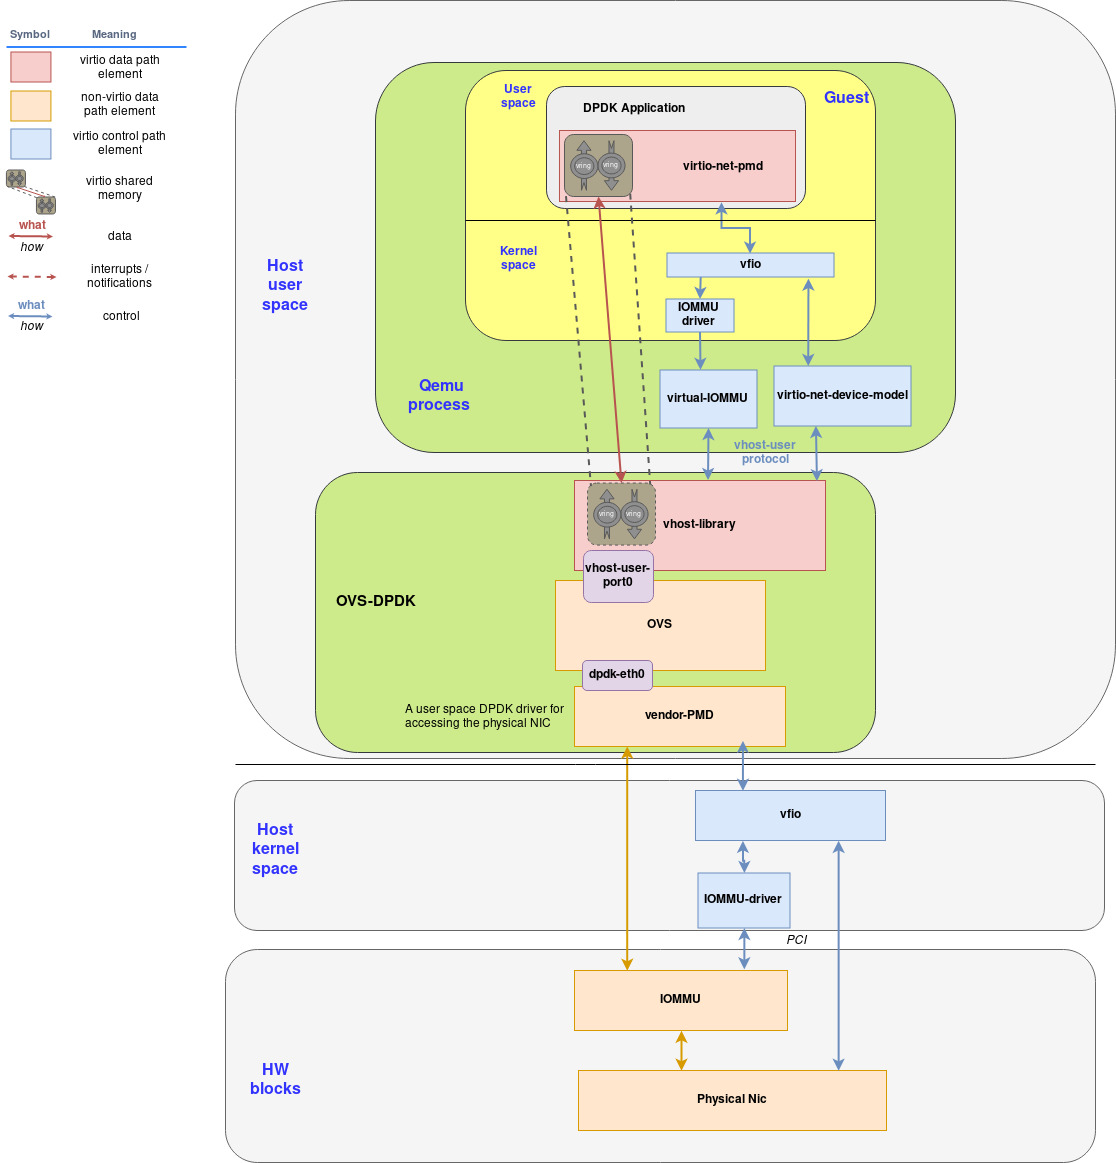 Symbol
Meaning
virtio data path
element
non-virtio data
path element
virtio control path
element
virtio shared
memory
what
how
data
interrupts /
notifications
what
how
control
Host
user
space
User
space
DPDK Application
Guest
vring
vring
virtio-net-pmd
Kernel
space
vfio
IOMMU
driver
Qemu
process
virtual-IOMMU
virtio-net-device-model
vhost-user
protocol
vring
vring
vhost-library
vhost-user-
port0
OVS-DPDK
OVS
dpdk-eth0
A user space DPDK driver for
accessing the physical NIC
vendor-PMD
Host
kernel
space
vfio
IOMMU-driver
PCI
IOMMU
HW
blocks
Physical Nic